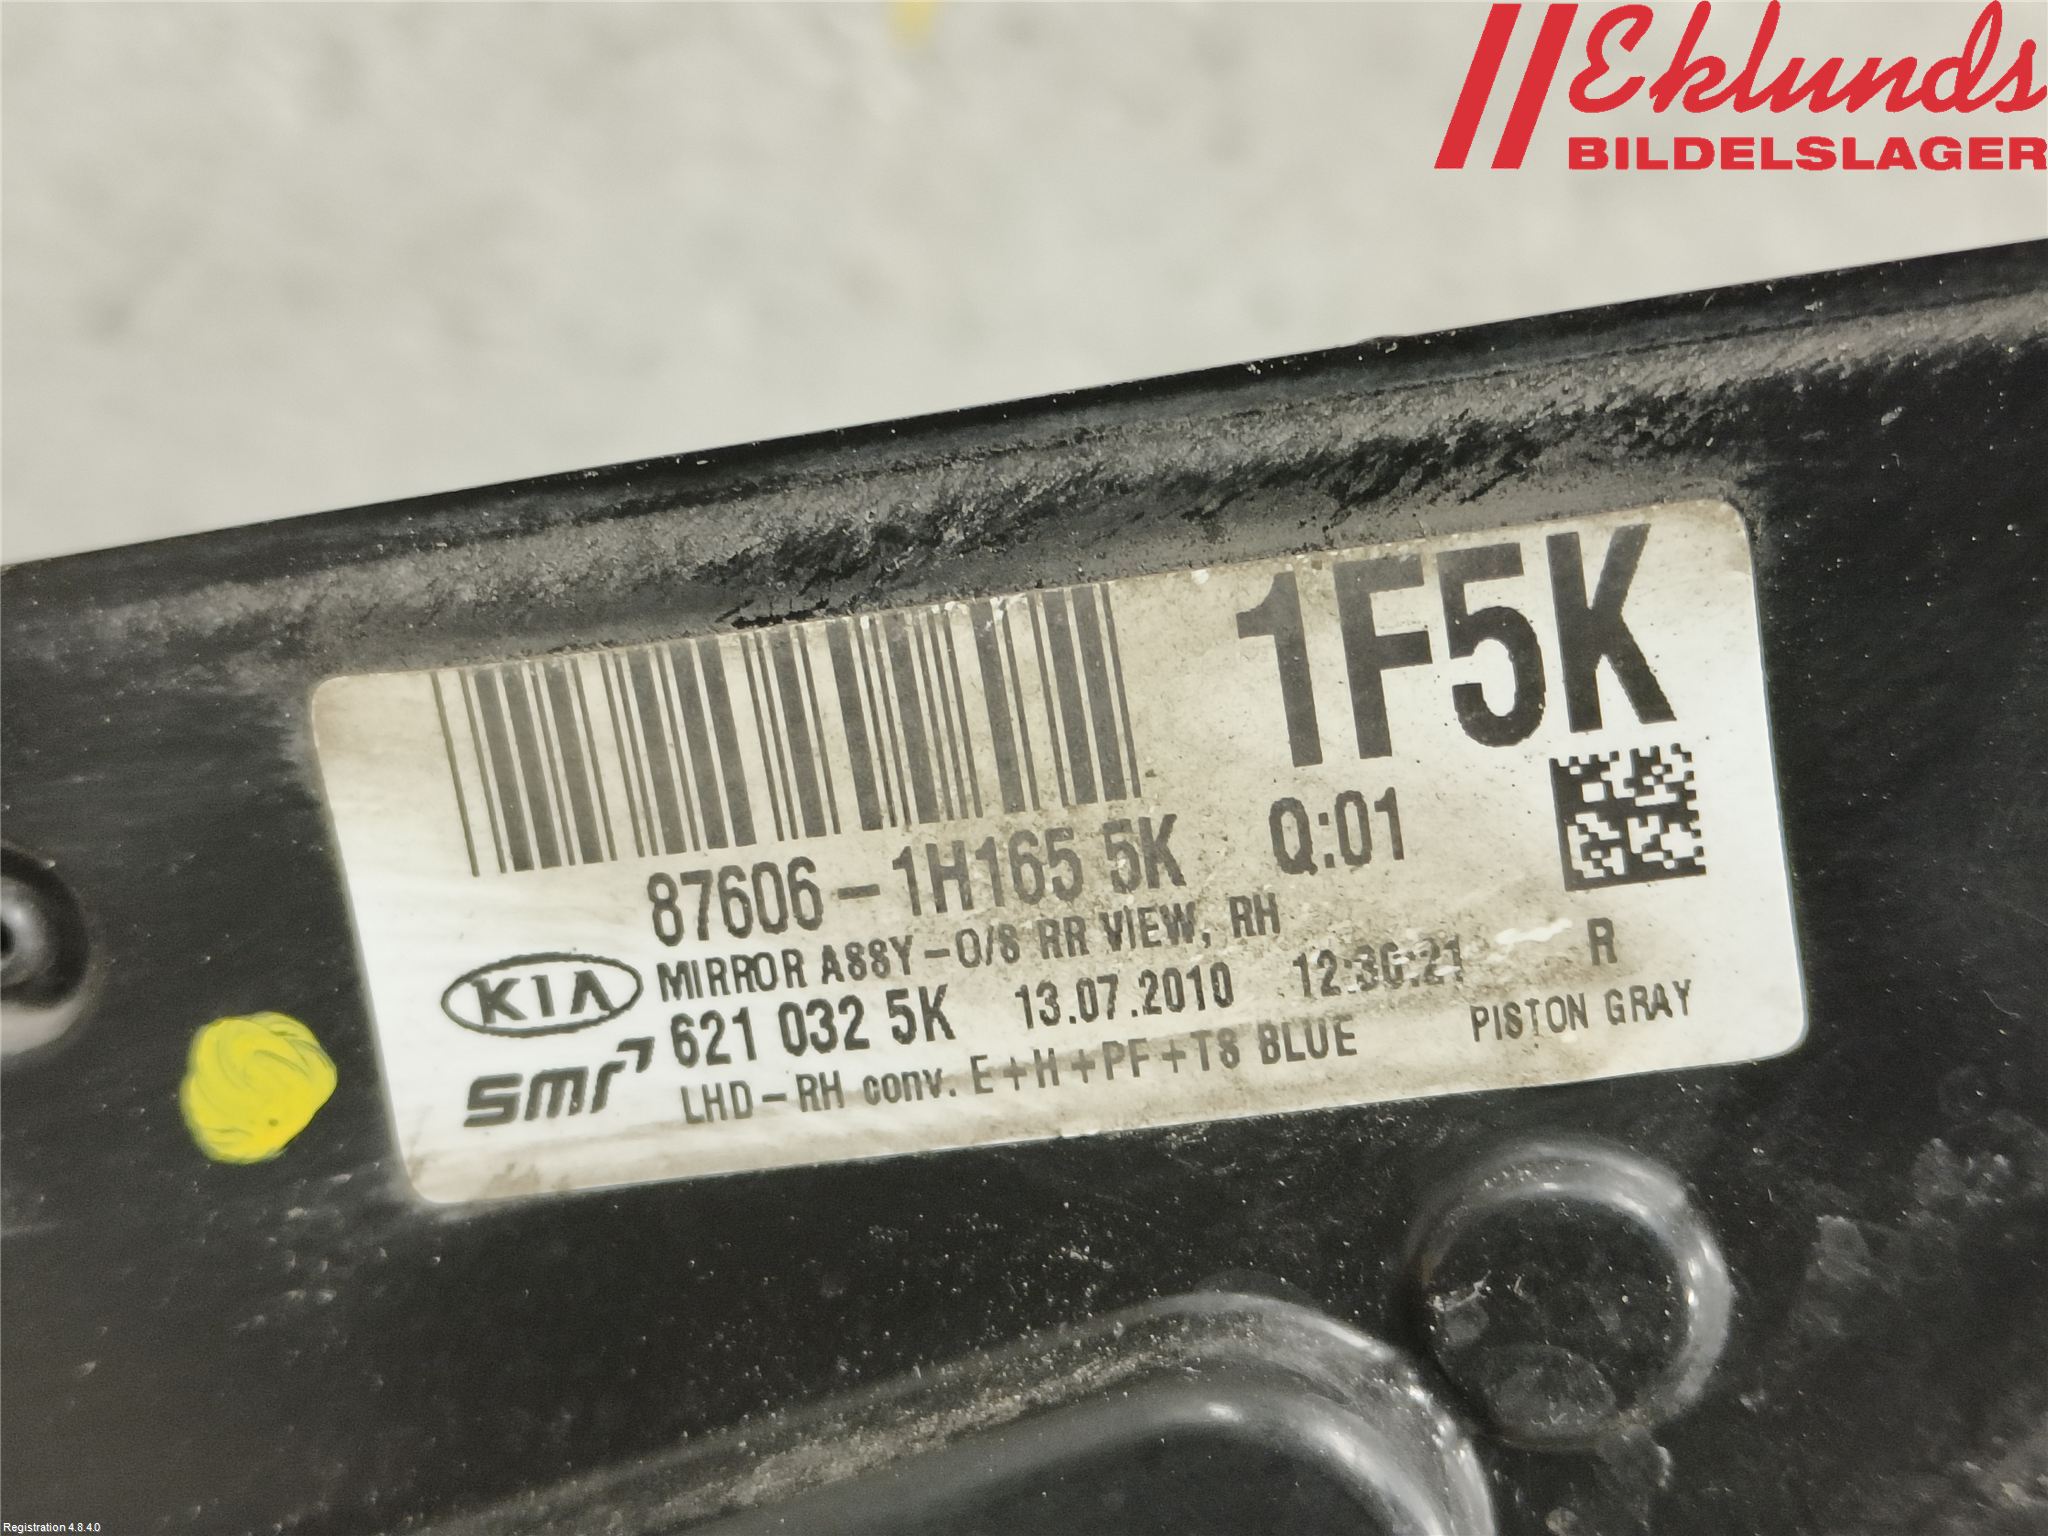 Eklunds
BILDELSLAGER
1F5K
87606-1H165 5K Q:01
KIA MIRROR ASSY-O/S RR VIEW, RH R
smr 621 032 5K 13.07.2010 12:30:21 PISTON GRAY
LHD-RH conv. E+H+PF+TS BLUE
Registration 4.8.4.0